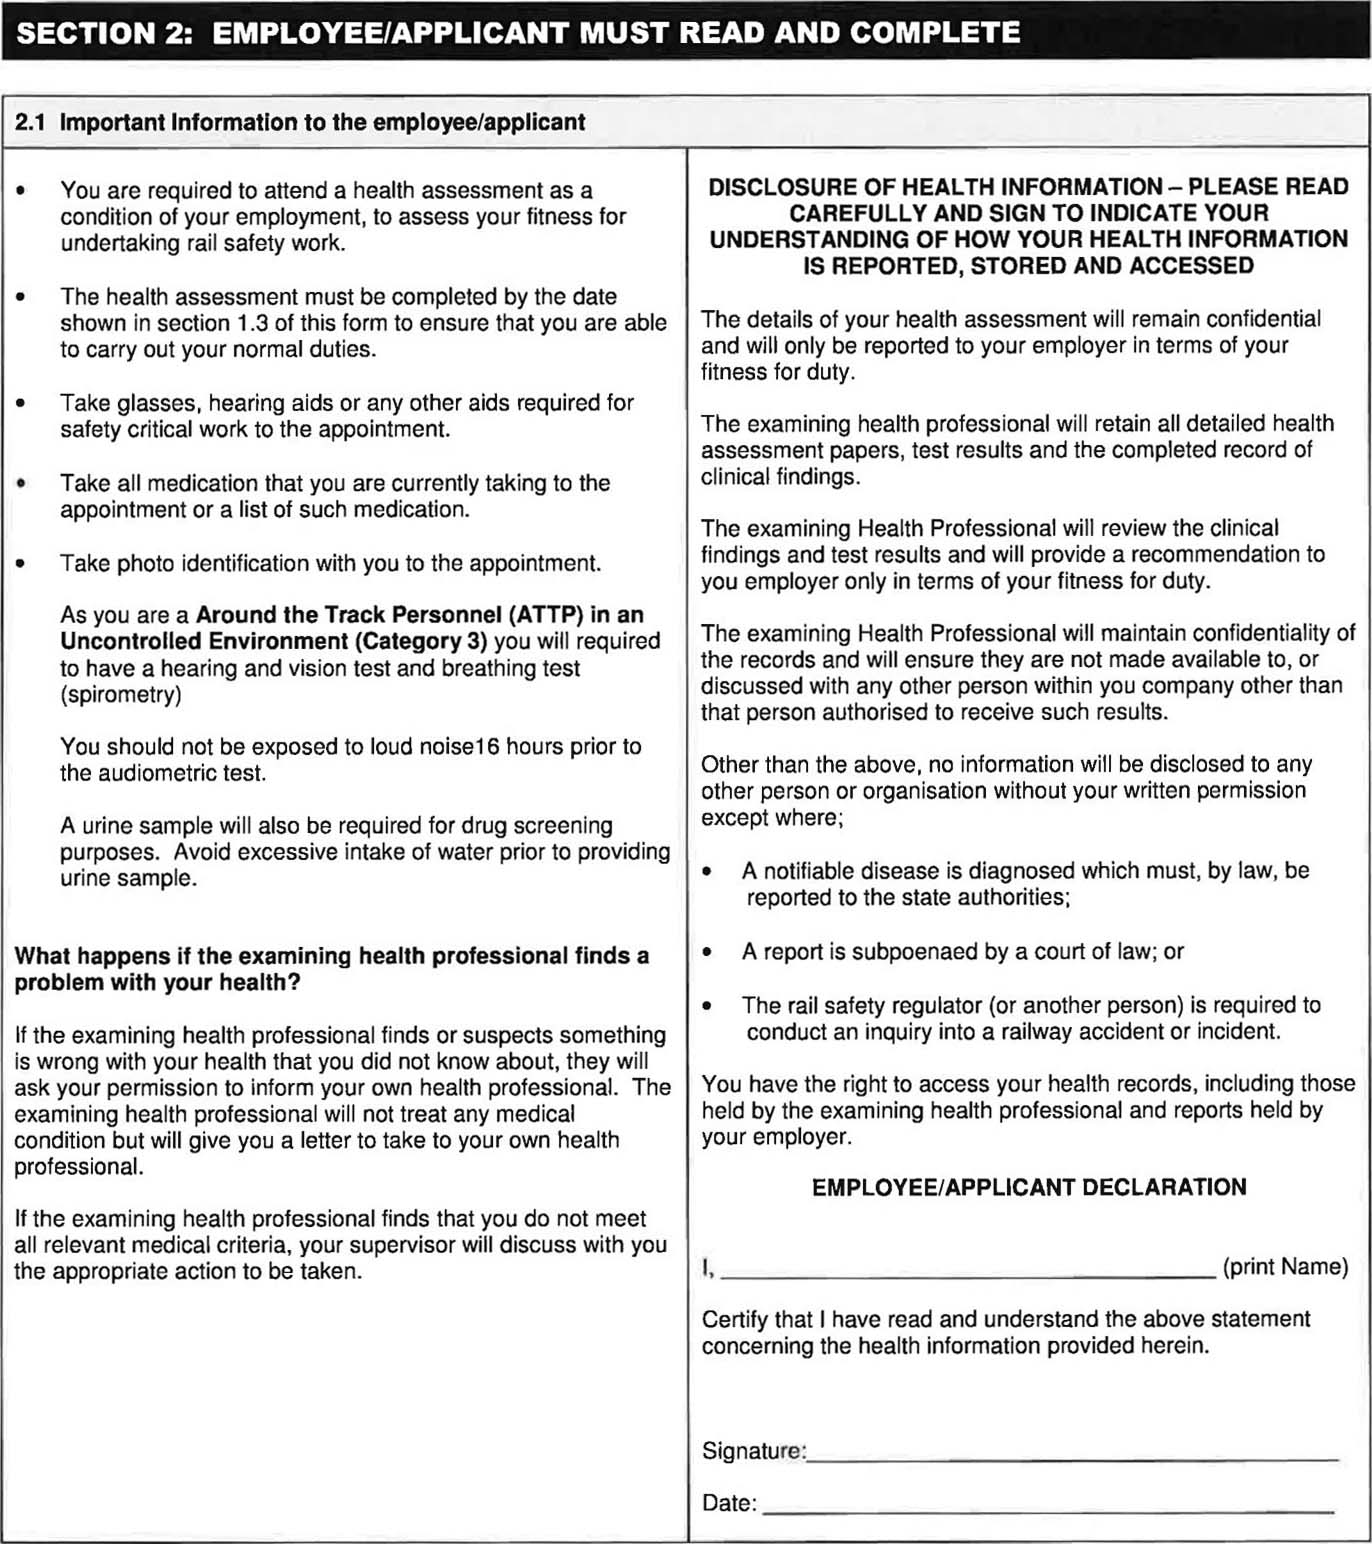 SECTION 2: EMPLOYEE/APPLICANT MUST READ AND COMPLETE
2.1 Important Information to the employee/applicant
• You are required to attend a health assessment as a
condition of your employment, to assess your fitness for
undertaking rail safety work.
• The health assessment must be completed by the date
shown in section 1.3 of this form to ensure that you are able
to carry out your normal duties.
• Take glasses, hearing aids or any other aids required for
safety critical work to the appointment.
• Take all medication that you are currently taking to the
appointment or a list of such medication.
• Take photo identification with you to the appointment.
As you are a Around the Track Personnel (ATTP) in an
Uncontrolled Environment (Category 3) you will required
to have a hearing and vision test and breathing test
(spirometry)
You should not be exposed to loud noise16 hours prior to
the audiometric test.
A urine sample will also be required for drug screening
purposes. Avoid excessive intake of water prior to providing
urine sample.
What happens if the examining health professional finds a
problem with your health?
If the examining health professional finds or suspects something
is wrong with your health that you did not know about, they will
ask your permission to inform your own health professional. The
examining health professional will not treat any medical
condition but will give you a letter to take to your own health
professional.
If the examining health professional finds that you do not meet
all relevant medical criteria, your supervisor will discuss with you
the appropriate action to be taken.
DISCLOSURE OF HEALTH INFORMATION – PLEASE READ
CAREFULLY AND SIGN TO INDICATE YOUR
UNDERSTANDING OF HOW YOUR HEALTH INFORMATION
IS REPORTED, STORED AND ACCESSED
The details of your health assessment will remain confidential
and will only be reported to your employer in terms of your
fitness for duty.
The examining health professional will retain all detailed health
assessment papers, test results and the completed record of
clinical findings.
The examining Health Professional will review the clinical
findings and test results and will provide a recommendation to
you employer only in terms of your fitness for duty.
The examining Health Professional will maintain confidentiality of
the records and will ensure they are not made available to, or
discussed with any other person within you company other than
that person authorised to receive such results.
Other than the above, no information will be disclosed to any
other person or organisation without your written permission
except where;
• A notifiable disease is diagnosed which must, by law, be
reported to the state authorities;
• A report is subpoenaed by a court of law; or
• The rail safety regulator (or another person) is required to
conduct an inquiry into a railway accident or incident.
You have the right to access your health records, including those
held by the examining health professional and reports held by
your employer.
EMPLOYEE/APPLICANT DECLARATION
I, ______________________________ (print Name)
Certify that I have read and understand the above statement
concerning the health information provided herein.
Signature:______________________________
Date: ______________________________